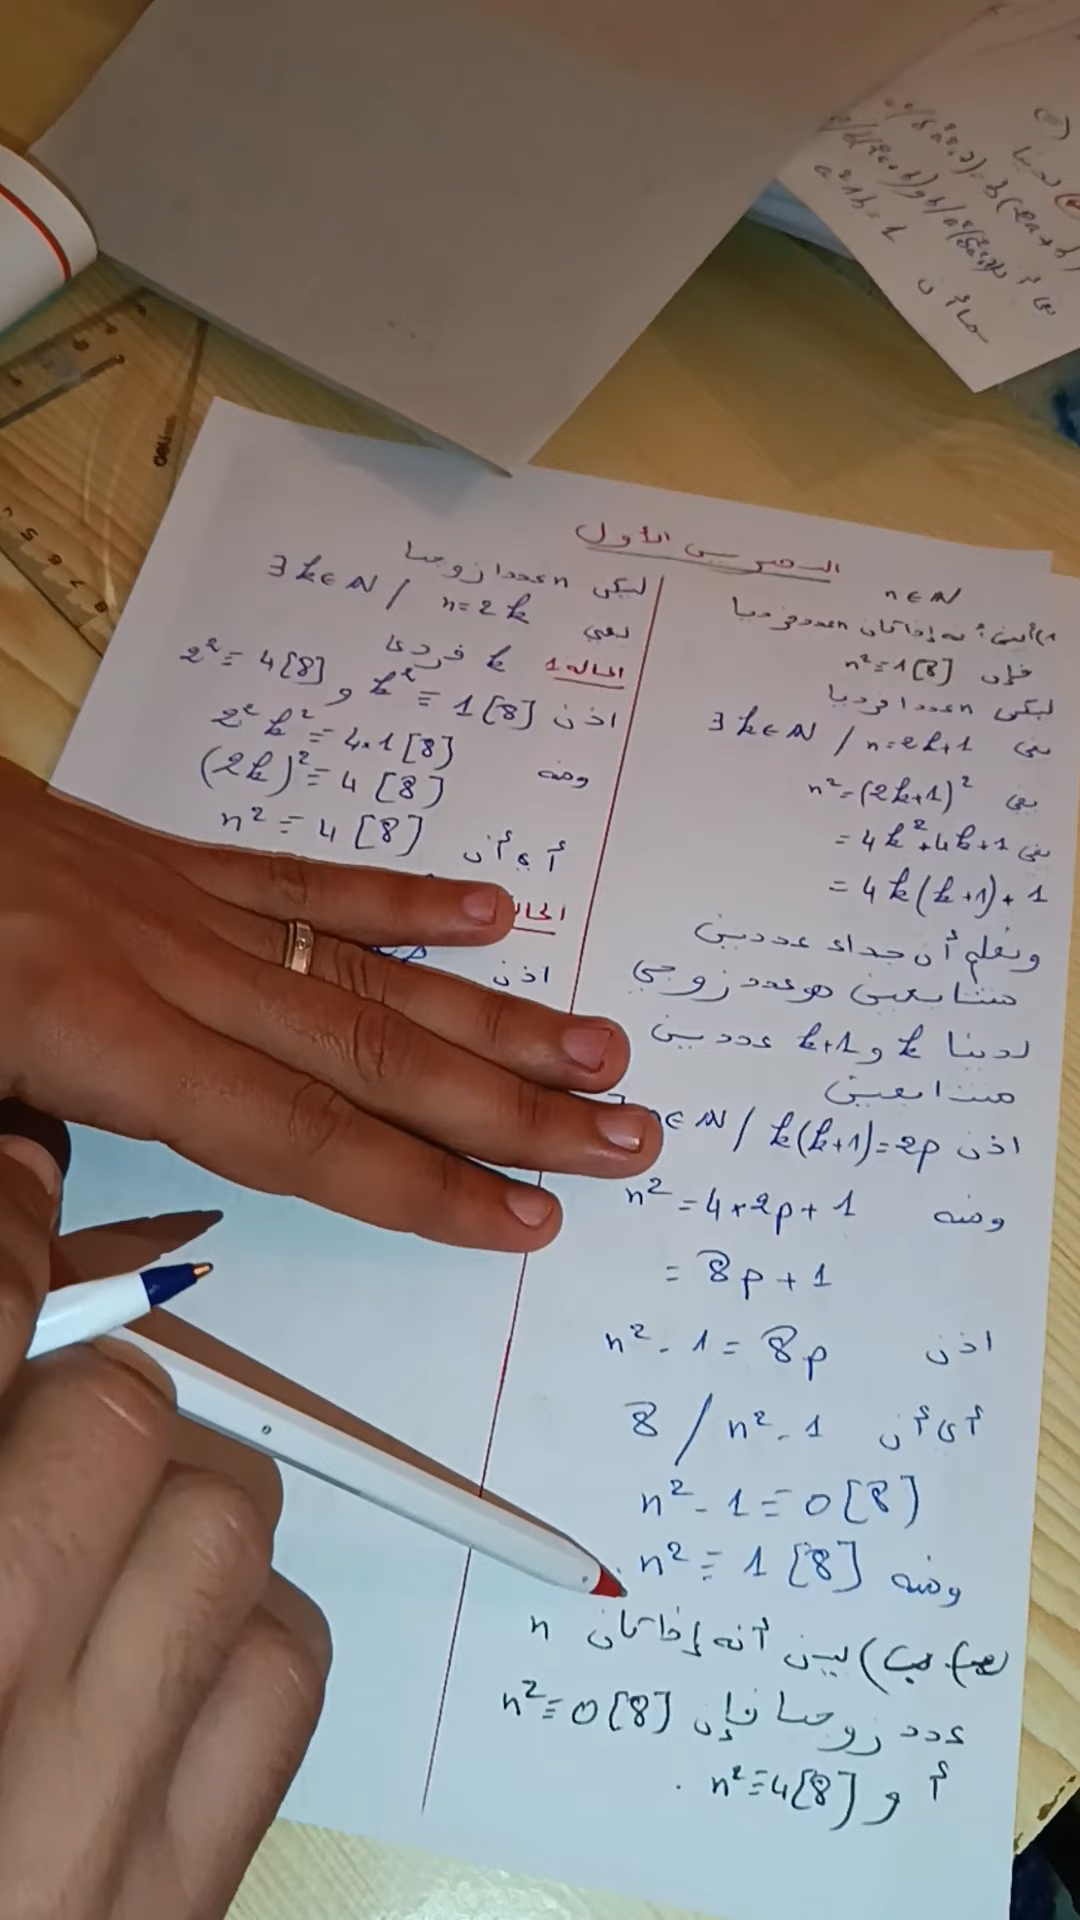 التمرين الأول
n ∈ ℕ
1) أ) بين أنه إذا كان n عددا فرديا
فإن n² ≡ 1 [8]
ليكن n عددا فرديا
يعني ∃ k ∈ ℕ / n = 2k+1
يعني n² = (2k+1)²
يعني = 4k² + 4k + 1
= 4k(k+1) + 1
ونعلم أن جداء عددين
متتابعين هو عدد زوجي
لدينا k و k+1 عددين
متتابعين
اذن ∈ ℕ / k(k+1) = 2p
ومنه n² = 4×2p + 1
= 8p + 1
اذن n² - 1 = 8p
أي أن 8 / n² - 1
n² - 1 ≡ 0 [8]
ومنه n² ≡ 1 [8]
ب) بين أنه إذا كان n
عدد زوجيا فإن n² ≡ 0 [8]
أو n² ≡ 4 [8]
ليكن n عددا زوجيا
يعني ∃ k ∈ ℕ / n = 2k
الحالة 1 k فردي
اذن k² ≡ 1 [8] و 2² ≡ 4 [8]
ومنه 2² k² ≡ 4×1 [8]
(2k)² ≡ 4 [8]
أي أن n² ≡ 4 [8]
اذن
deli